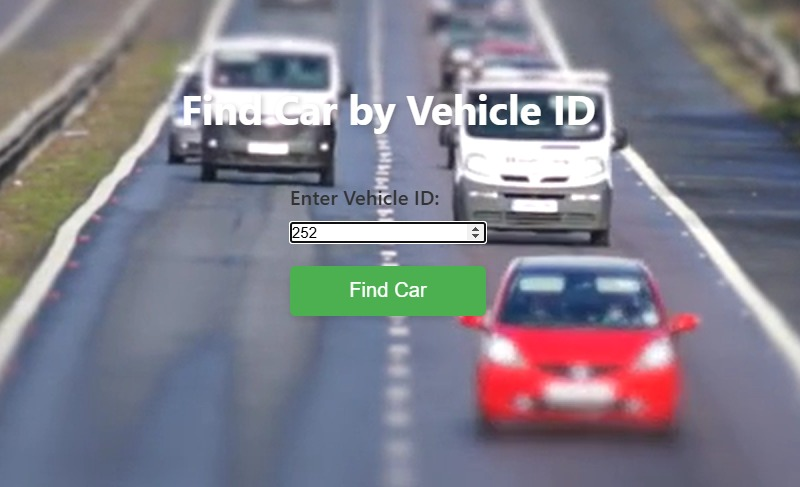 Find Car by Vehicle ID
Enter Vehicle ID:
252
Find Car